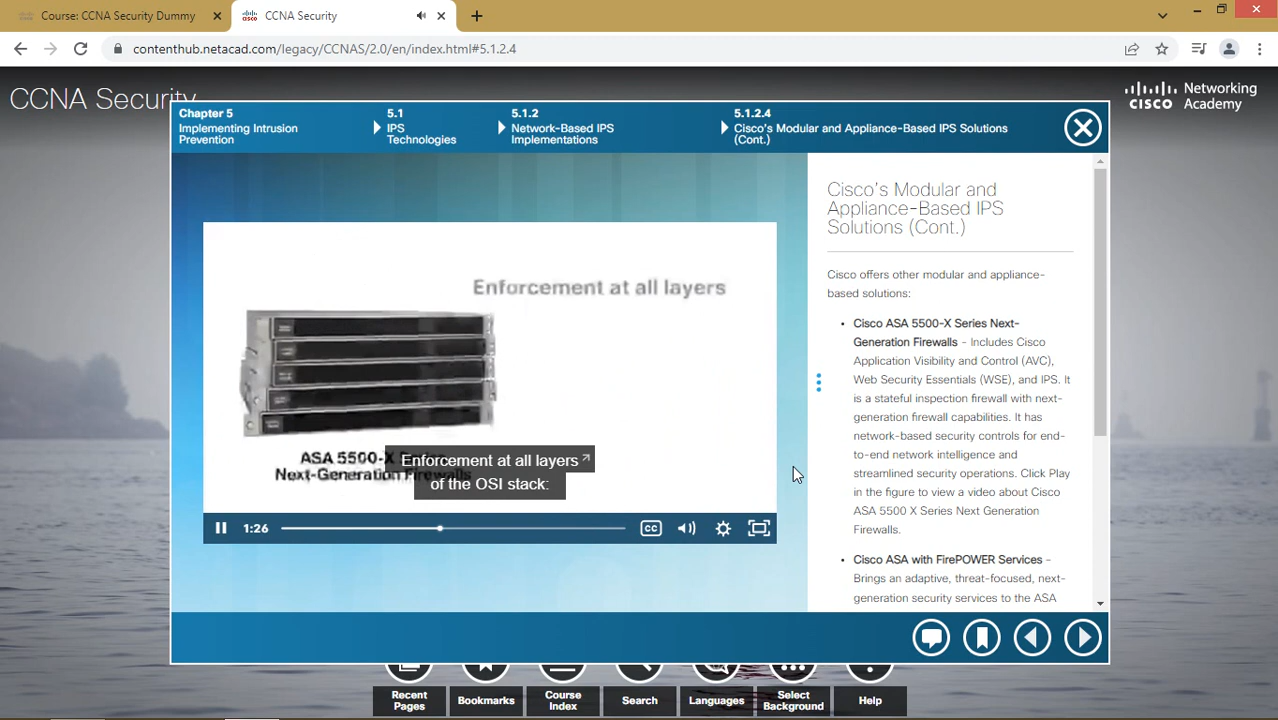 Course: CCNA Security Dummy
CCNA Security
contenthub.netacad.com/legacy/CCNAS/2.0/en/index.html#5.1.2.4
CCNA Security
Networking
Academy
CISCO
Chapter 5
Implementing Intrusion
Prevention
5.1
IPS
Technologies
5.1.2
Network-Based IPS
Implementations
5.1.2.4
Cisco's Modular and Appliance-Based IPS Solutions
(Cont.)
Enforcement at all layers
ASA 5500-X Series
Next-Generation Firewalls
Enforcement at all layers
of the OSI stack:
1:26
CC
Cisco's Modular and
Appliance-Based IPS
Solutions (Cont.)
Cisco offers other modular and appliance-
based solutions:
• Cisco ASA 5500-X Series Next-
Generation Firewalls - Includes Cisco
Application Visibility and Control (AVC),
Web Security Essentials (WSE), and IPS. It
is a stateful inspection firewall with next-
generation firewall capabilities. It has
network-based security controls for end-
to-end network intelligence and
streamlined security operations. Click Play
in the figure to view a video about Cisco
ASA 5500 X Series Next Generation
Firewalls.
• Cisco ASA with FirePOWER Services -
Brings an adaptive, threat-focused, next-
generation security services to the ASA
Recent
Pages
Bookmarks
Course
Index
Search
Languages
Select
Background
Help